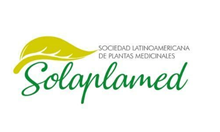 SOCIEDAD LATINOAMERICANA
DE PLANTAS MEDICINALES
Solaplamed